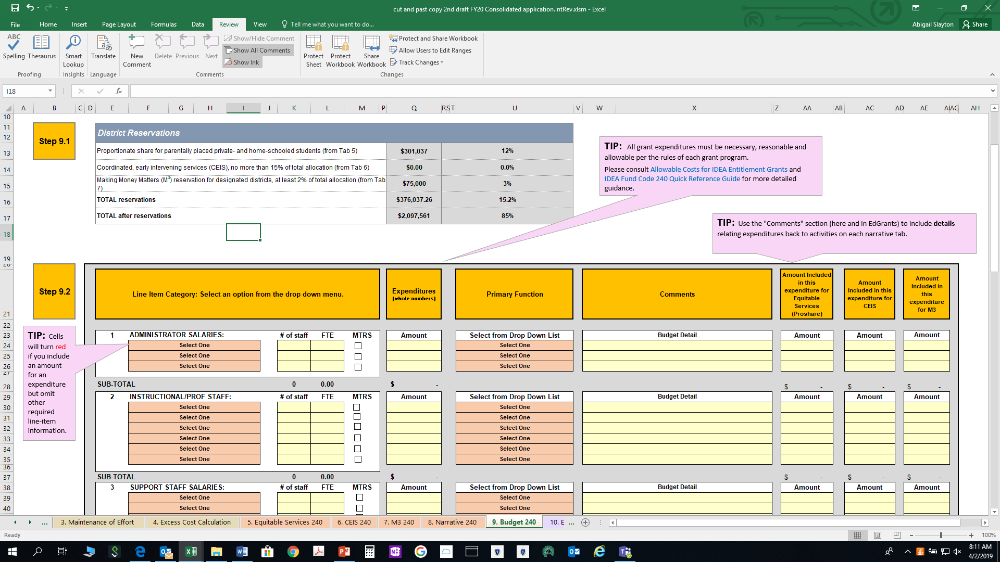 cut and past copy 2nd draft FY20 Consolidated application.IntRev.xlsm - Excel
File Home Insert Page Layout Formulas Data Review View Tell me what you want to do... Abigail Slayton Share
ABC
Spelling Thesaurus Smart Lookup Translate New Comment Delete Previous Next
Show/Hide Comment
Show All Comments
Show Ink
Protect Sheet Protect Workbook Share Workbook
Protect and Share Workbook
Allow Users to Edit Ranges
Track Changes
Proofing Insights Language Comments Changes
I18 fx
A B C D E F G H I J K L M P Q R S T U V W X Z AA AB AC AD AE AG AH
10
11
12
13
14
15
16
17
18
19
20
21
22
23
24
25
26
27
28
29
30
31
32
33
34
35
36
37
38
39
40
Step 9.1
District Reservations
Proportionate share for parentally placed private- and home-schooled students (from Tab 5) $301,037 12%
Coordinated, early intervening services (CEIS), no more than 15% of total allocation (from Tab 6) $0.00 0.0%
Making Money Matters (M3) reservation for designated districts, at least 2% of total allocation (from Tab
7) $75,000 3%
TOTAL reservations $376,037.26 15.2%
TOTAL after reservations $2,097,561 85%
TIP: All grant expenditures must be necessary, reasonable and
allowable per the rules of each grant program.
Please consult Allowable Costs for IDEA Entitlement Grants and
IDEA Fund Code 240 Quick Reference Guide for more detailed
guidance.
TIP: Use the "Comments" section (here and in EdGrants) to include details
relating expenditures back to activities on each narrative tab.
Step 9.2
Line Item Category: Select an option from the drop down menu.
Expenditures
(whole numbers)
Primary Function
Comments
Amount Included
in this
expenditure for
Equitable
Services
(Proshare)
Amount
Included in this
expenditure for
CEIS
Amount
Included in
this
expenditure
for M3
TIP: Cells
will turn red
if you include
an amount
for an
expenditure
but omit
other
required
line-item
information.
1 ADMINISTRATOR SALARIES: # of staff FTE MTRS Amount Select from Drop Down List Budget Detail Amount Amount Amount
Select One Select One
Select One Select One
Select One Select One
SUB-TOTAL 0 0.00 $ - $ - $ - $ -
2 INSTRUCTIONAL/PROF STAFF: # of staff FTE MTRS Amount Select from Drop Down List Budget Detail Amount Amount Amount
Select One Select One
Select One Select One
Select One Select One
Select One Select One
Select One Select One
Select One Select One
SUB-TOTAL 0 0.00 $ - $ - $ - $ -
3 SUPPORT STAFF SALARIES: # of staff FTE MTRS Amount Select from Drop Down List Budget Detail Amount Amount Amount
Select One Select One
Select One Select One
... 3. Maintenance of Effort 4. Excess Cost Calculation 5. Equitable Services 240 6. CEIS 240 7. M3 240 8. Narrative 240 9. Budget 240 10. E ...
Ready 100%
8:11 AM
4/2/2019